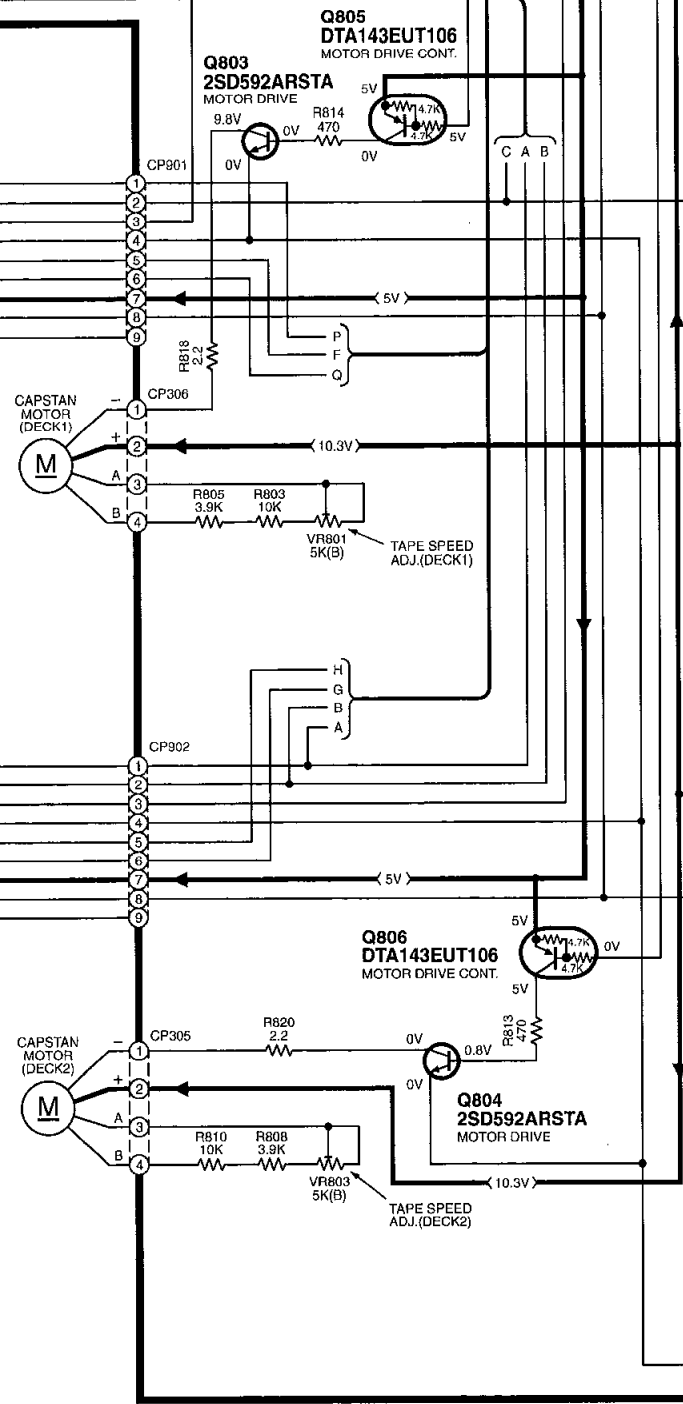 Q805
DTA143EUT106
MOTOR DRIVE CONT.
Q803
2SD592ARSTA
MOTOR DRIVE
5V
4.7K
4.7K
5V
R814
470
9.8V
0V
0V
0V
C A B
CP901
1
2
3
4
5
6
7
8
9
5V
P
F
Q
R818
2.2
CAPSTAN
MOTOR
(DECK1)
CP306
M
−
+
A
B
1
2
3
4
10.3V
R805
3.9K
R803
10K
VR801
5K(B)
TAPE SPEED
ADJ.(DECK1)
H
G
B
A
CP902
1
2
3
4
5
6
7
8
9
5V
Q806
DTA143EUT106
MOTOR DRIVE CONT.
5V
4.7K
4.7K
0V
5V
R813
470
CAPSTAN
MOTOR
(DECK2)
CP305
M
−
+
A
B
1
2
3
4
R820
2.2
0V
0.8V
0V
Q804
2SD592ARSTA
MOTOR DRIVE
R810
10K
R808
3.9K
VR803
5K(B)
10.3V
TAPE SPEED
ADJ.(DECK2)